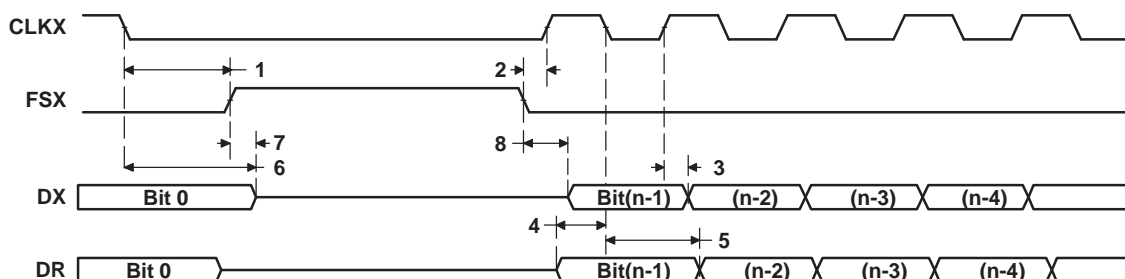 CLKX
1
2
FSX
7
8
6
3
DX
Bit 0
Bit(n-1)
(n-2)
(n-3)
(n-4)
4
5
DR
Bit 0
Bit(n-1)
(n-2)
(n-3)
(n-4)